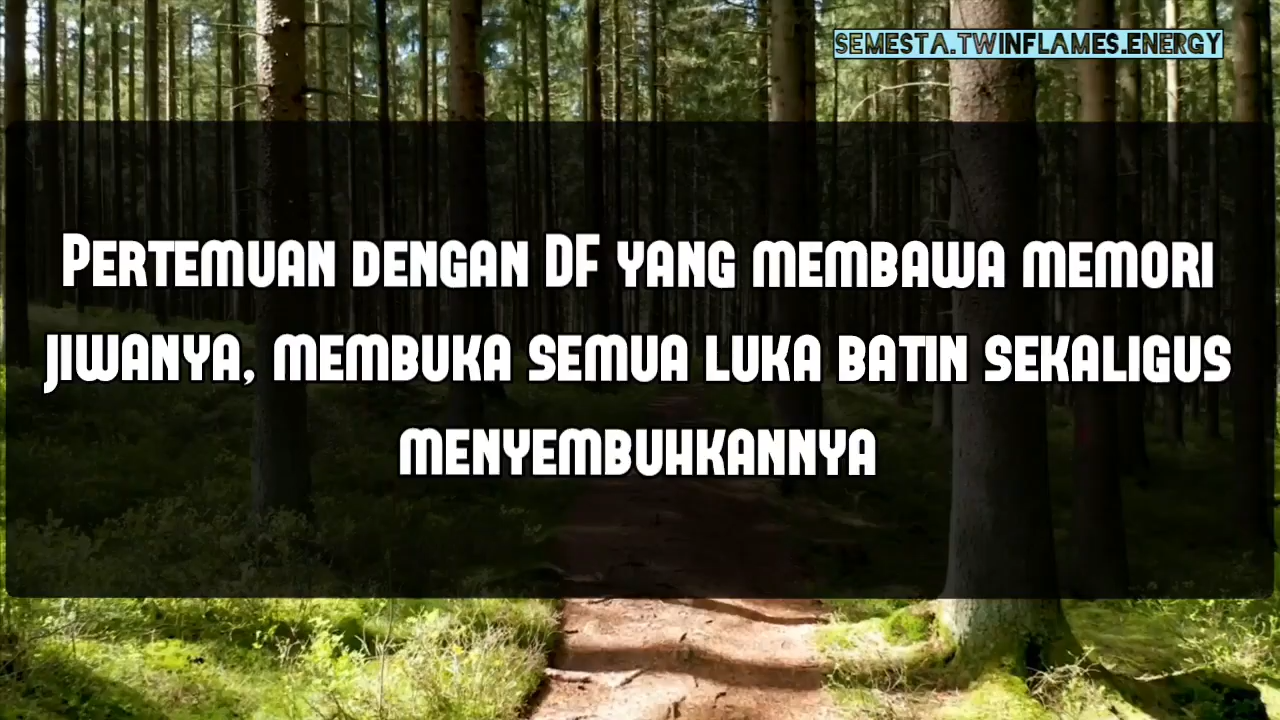 SEMESTA.TWINFLAMES.ENERGY
Pertemuan dengan DF yang membawa memori
jiwanya, membuka semua luka batin sekaligus
menyembuhkannya